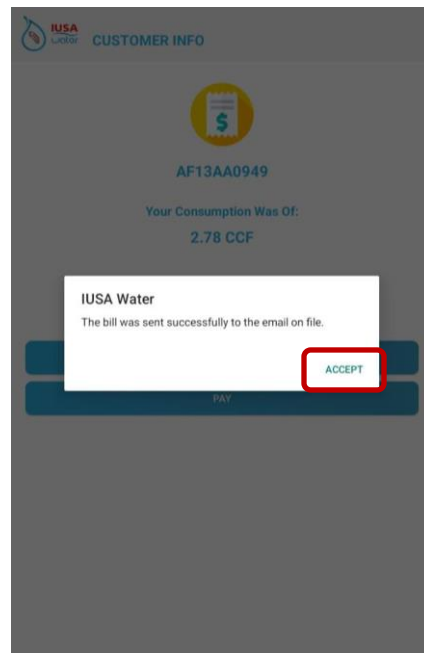 IUSA
water
CUSTOMER INFO
$
AF13AA0949
Your Consumption Was Of:
2.78 CCF
IUSA Water
The bill was sent successfully to the email on file.
ACCEPT
PAY